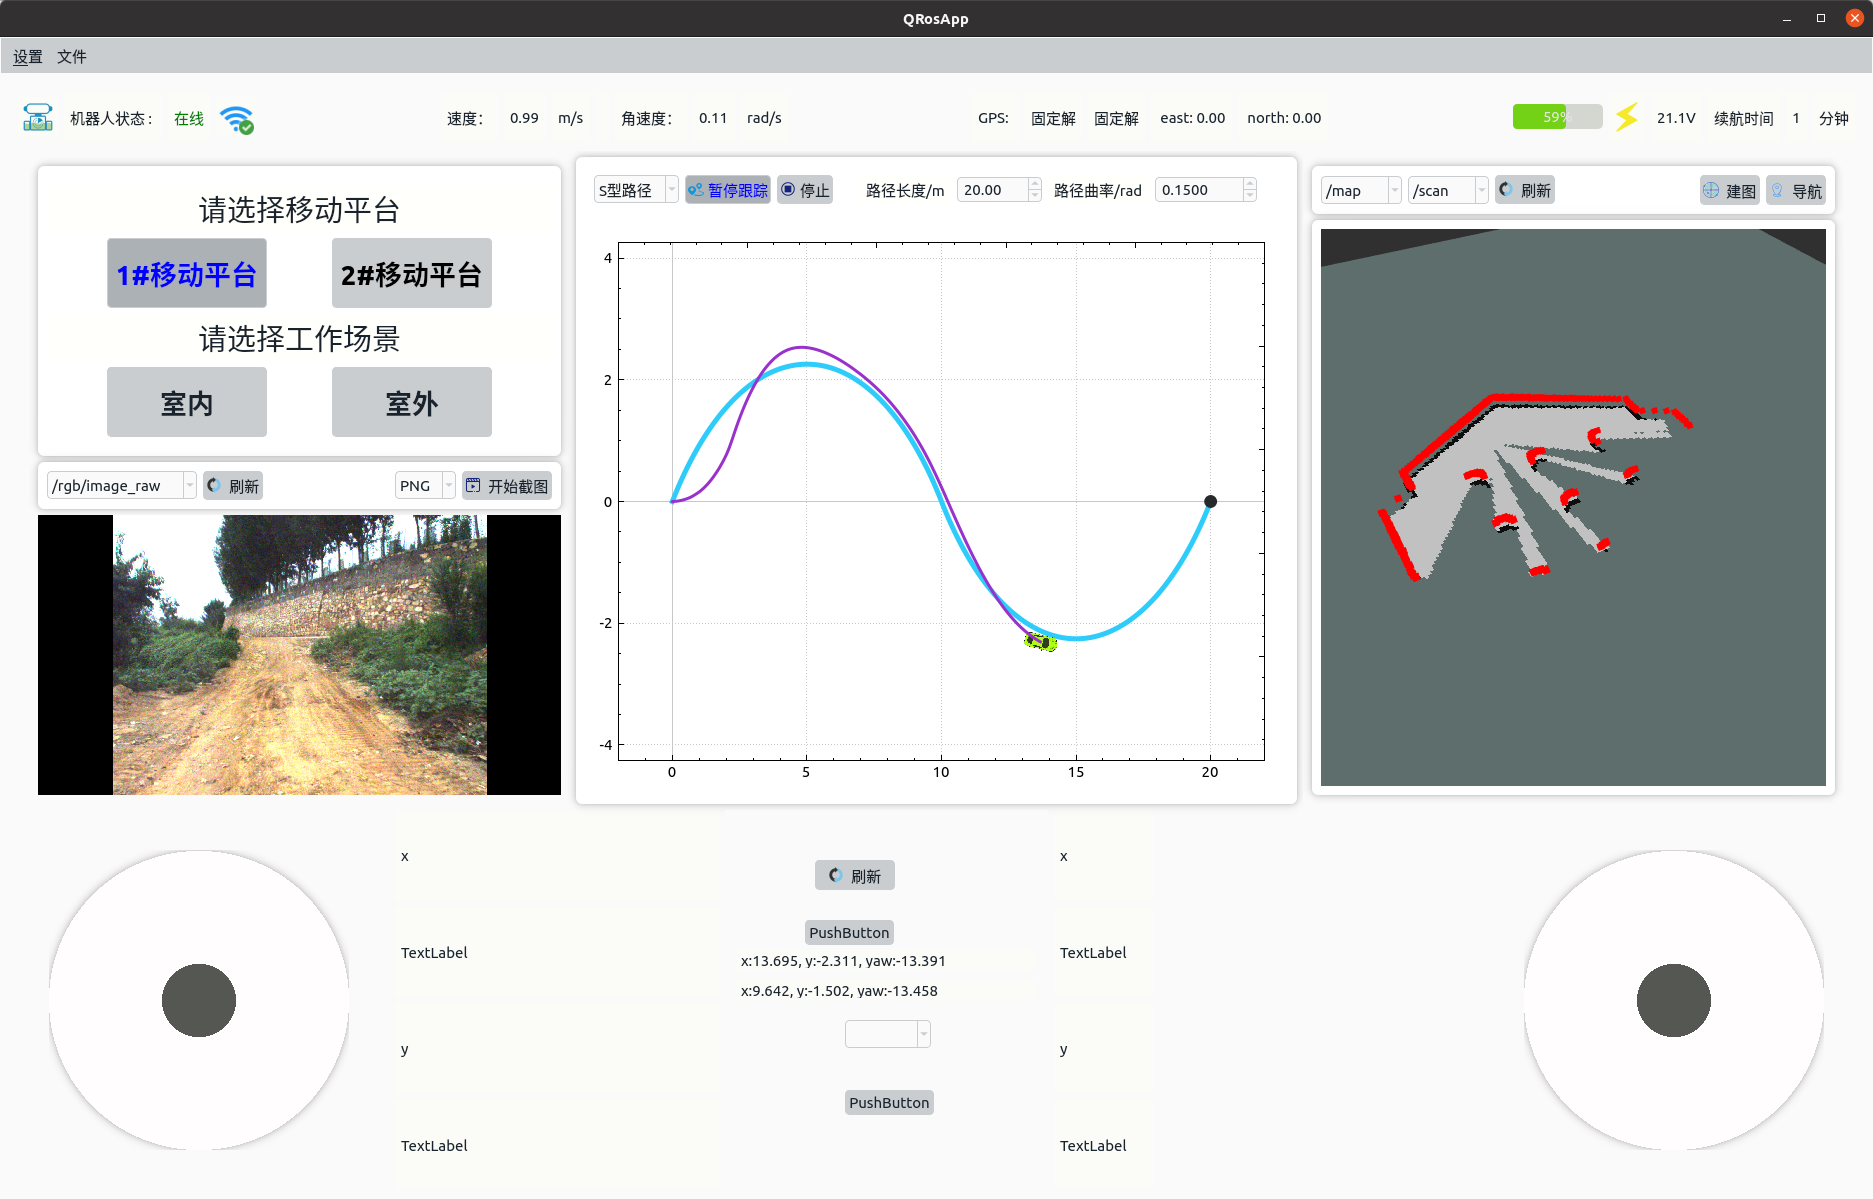 QRosApp
设置 文件
机器人状态： 在线 速度： 0.99 m/s 角速度： 0.11 rad/s GPS: 固定解 固定解 east: 0.00 north: 0.00 59% 21.1V 续航时间 1 分钟
请选择移动平台
1#移动平台 2#移动平台
请选择工作场景
室内 室外
/rgb/image_raw 刷新 PNG 开始截图
S型路径 暂停跟踪 停止 路径长度/m 20.00 路径曲率/rad 0.1500
4
2
0
-2
-4
0 5 10 15 20
/map /scan 刷新 建图 导航
x
TextLabel
y
TextLabel
刷新
PushButton
x:13.695, y:-2.311, yaw:-13.391
x:9.642, y:-1.502, yaw:-13.458
PushButton
x
TextLabel
y
TextLabel